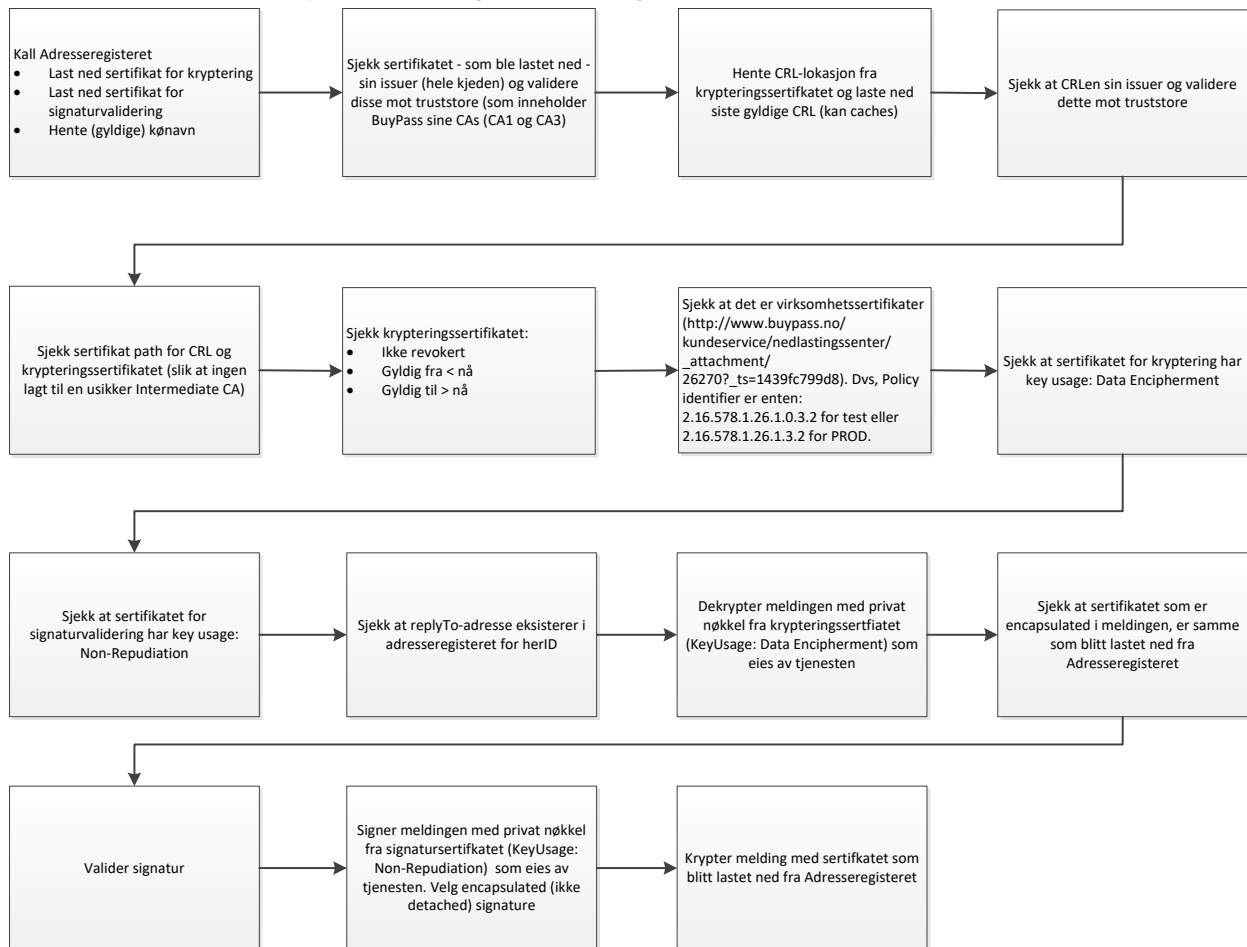 Kall Adresseregisteret
• Last ned sertifikat for kryptering
• Last ned sertifikat for
signaturvalidering
• Hente (gyldige) kønavn
Sjekk sertifikatet - som ble lastet ned -
sin issuer (hele kjeden) og validere
disse mot truststore (som inneholder
BuyPass sine CAs (CA1 og CA3)
Hente CRL-lokasjon fra
krypteringssertifkatet og laste ned
siste gyldige CRL (kan caches)
Sjekk at CRLen sin issuer og validere
dette mot truststore
Sjekk sertifikat path for CRL og
krypteringssertifikatet (slik at ingen
lagt til en usikker Intermediate CA)
Sjekk krypteringssertifikatet:
• Ikke revokert
• Gyldig fra < nå
• Gyldig til > nå
Sjekk at det er virksomhetssertifikater
(http://www.buypass.no/
kundeservice/nedlastingssenter/
_attachment/
26270?_ts=1439fc799d8). Dvs, Policy
identifier er enten:
2.16.578.1.26.1.0.3.2 for test eller
2.16.578.1.26.1.3.2 for PROD.
Sjekk at sertifikatet for kryptering har
key usage: Data Encipherment
Sjekk at sertifikatet for
signaturvalidering har key usage:
Non-Repudiation
Sjekk at replyTo-adresse eksisterer i
adresseregisteret for herID
Dekrypter meldingen med privat
nøkkel fra krypteringssertfiatet
(KeyUsage: Data Encipherment) som
eies av tjenesten
Sjekk at sertifikatet som er
encapsulated i meldingen, er samme
som blitt lastet ned fra
Adresseregisteret
Valider signatur
Signer meldingen med privat nøkkel
fra signatursertifkatet (KeyUsage:
Non-Repudiation) som eies av
tjenesten. Velg encapsulated (ikke
detached) signature
Krypter melding med sertifkatet som
blitt lastet ned fra Adresseregisteret